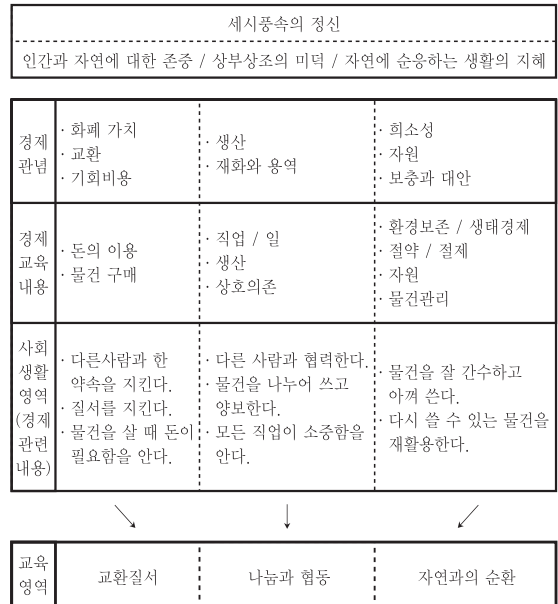 세시풍속의 정신
인간과 자연에 대한 존중 / 상부상조의 미덕 / 자연에 순응하는 생활의 지혜
경제
관념
· 화폐 가치
· 교환
· 기회비용
· 생산
· 재화와 용역
· 희소성
· 자원
· 보충과 대안
경제
교육
내용
· 돈의 이용
· 물건 구매
· 직업 / 일
· 생산
· 상호의존
· 환경보존 / 생태경제
· 절약 / 절제
· 자원
· 물건관리
사회
생활
영역
(경제
관련
내용)
· 다른사람과 한
약속을 지킨다.
· 질서를 지킨다.
· 물건을 살 때 돈이
필요함을 안다.
· 다른 사람과 협력한다.
· 물건을 나누어 쓰고
양보한다.
· 모든 직업이 소중함을
안다.
· 물건을 잘 간수하고
아껴 쓴다.
· 다시 쓸 수 있는 물건을
재활용한다.
교육
영역
교환질서
나눔과 협동
자연과의 순환